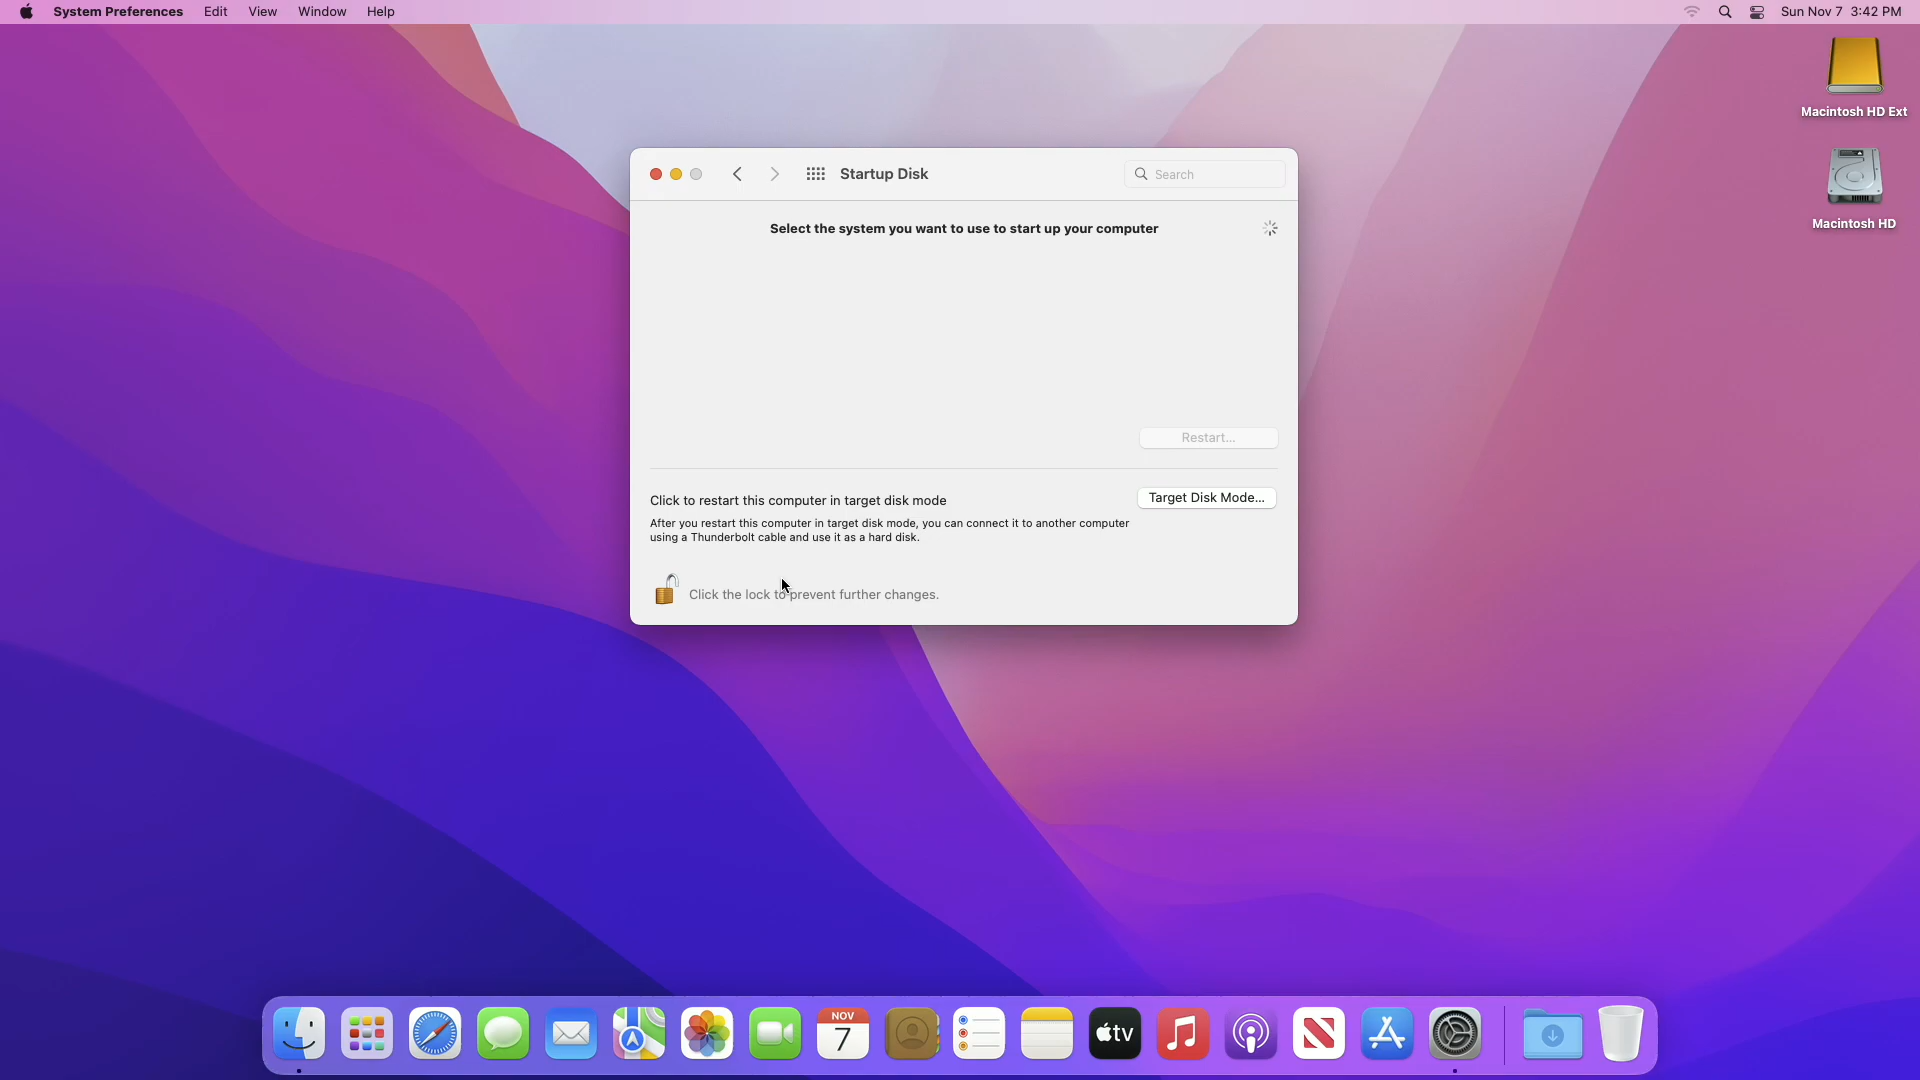 System Preferences Edit View Window Help Sun Nov 7 3:42 PM
Macintosh HD Ext
Macintosh HD
Startup Disk
Search
Select the system you want to use to start up your computer
Restart...
Click to restart this computer in target disk mode
Target Disk Mode...
After you restart this computer in target disk mode, you can connect it to another computer
using a Thunderbolt cable and use it as a hard disk.
Click the lock to prevent further changes.
NOV
7
tv